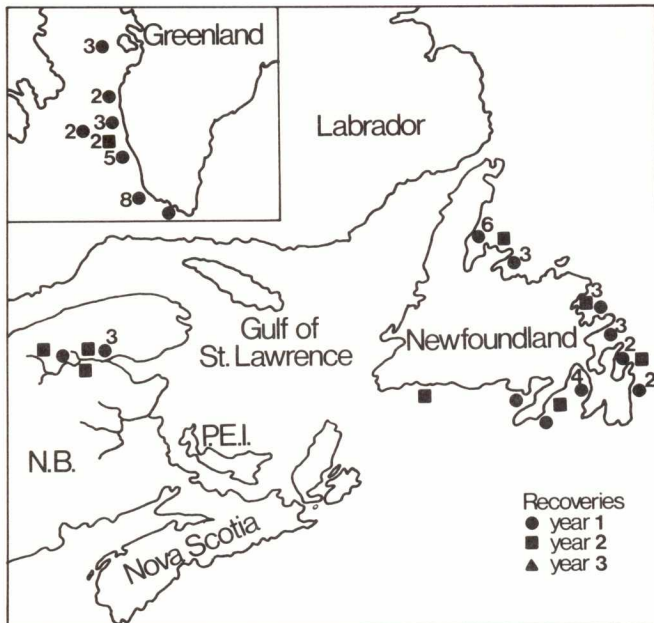 3 Greenland
2
3
2
2
5
8
Labrador
6
3
3
Gulf of
St. Lawrence
Newfoundland
3
3
2
4
2
N.B.
P.E.I.
Nova Scotia
Recoveries
year 1
year 2
year 3